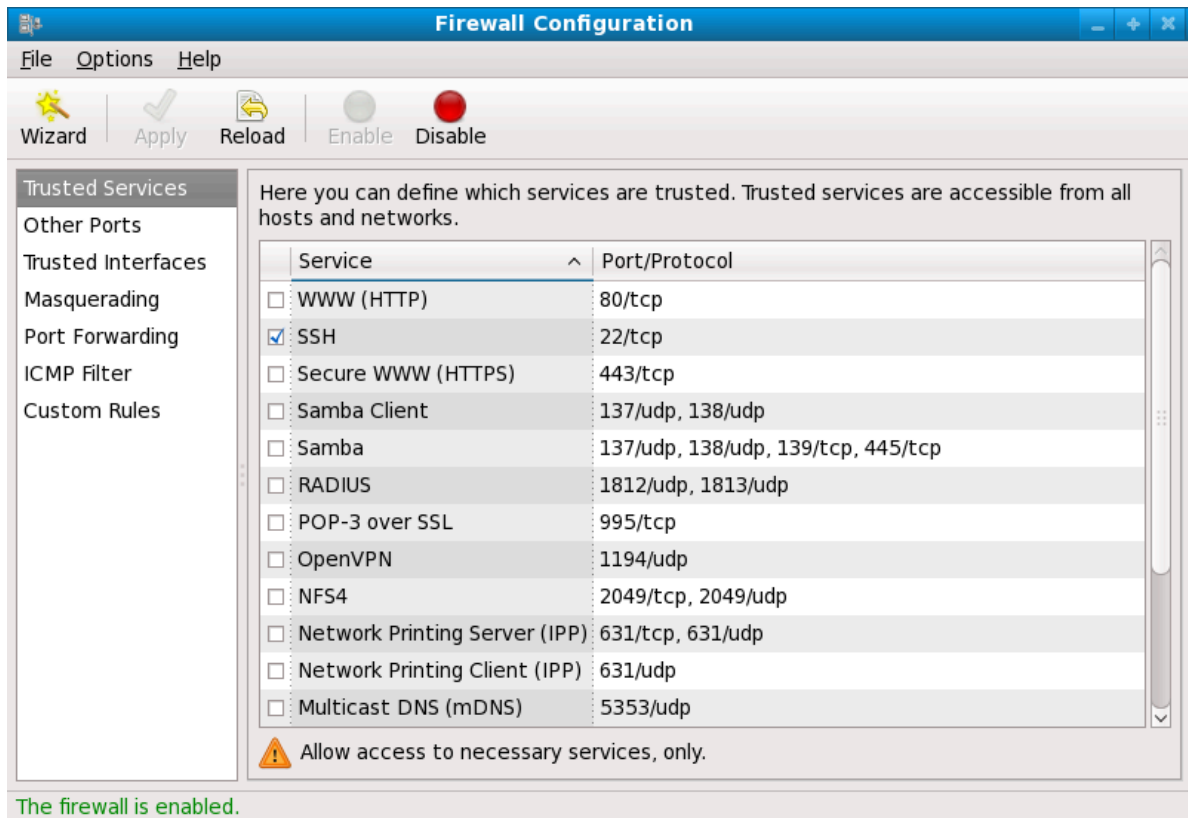 Firewall Configuration
File Options Help
Wizard Apply Reload Enable Disable
Trusted Services
Other Ports
Trusted Interfaces
Masquerading
Port Forwarding
ICMP Filter
Custom Rules
Here you can define which services are trusted. Trusted services are accessible from all
hosts and networks.
Service Port/Protocol
WWW (HTTP) 80/tcp
SSH 22/tcp
Secure WWW (HTTPS) 443/tcp
Samba Client 137/udp, 138/udp
Samba 137/udp, 138/udp, 139/tcp, 445/tcp
RADIUS 1812/udp, 1813/udp
POP-3 over SSL 995/tcp
OpenVPN 1194/udp
NFS4 2049/tcp, 2049/udp
Network Printing Server (IPP) 631/tcp, 631/udp
Network Printing Client (IPP) 631/udp
Multicast DNS (mDNS) 5353/udp
Allow access to necessary services, only.
The firewall is enabled.